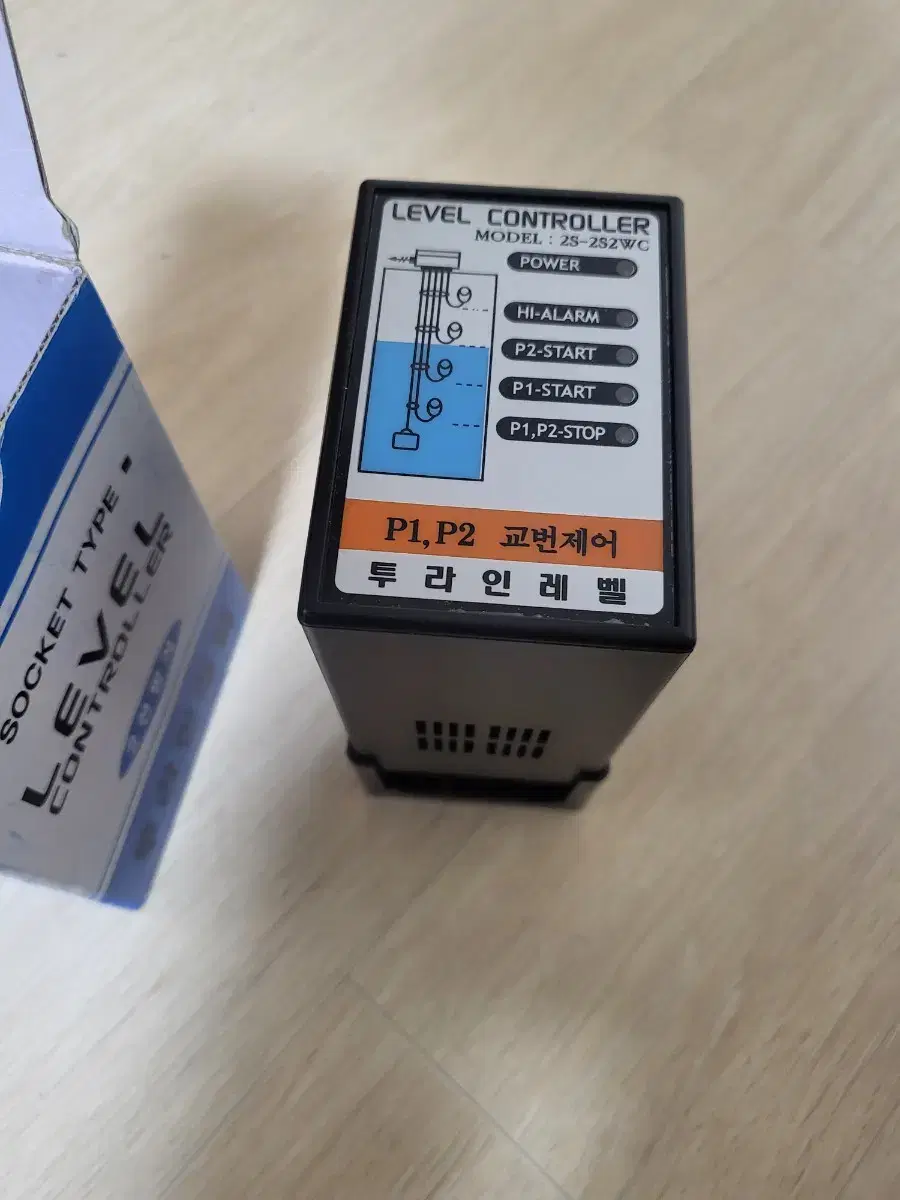 LEVEL CONTROLLER
MODEL : 2S-2S2WC
POWER
HI-ALARM
P2-START
P1-START
P1,P2-STOP
P1,P2 교번제어
투라인레벨
SOCKET TYPE
LEVEL
CONTROLLER